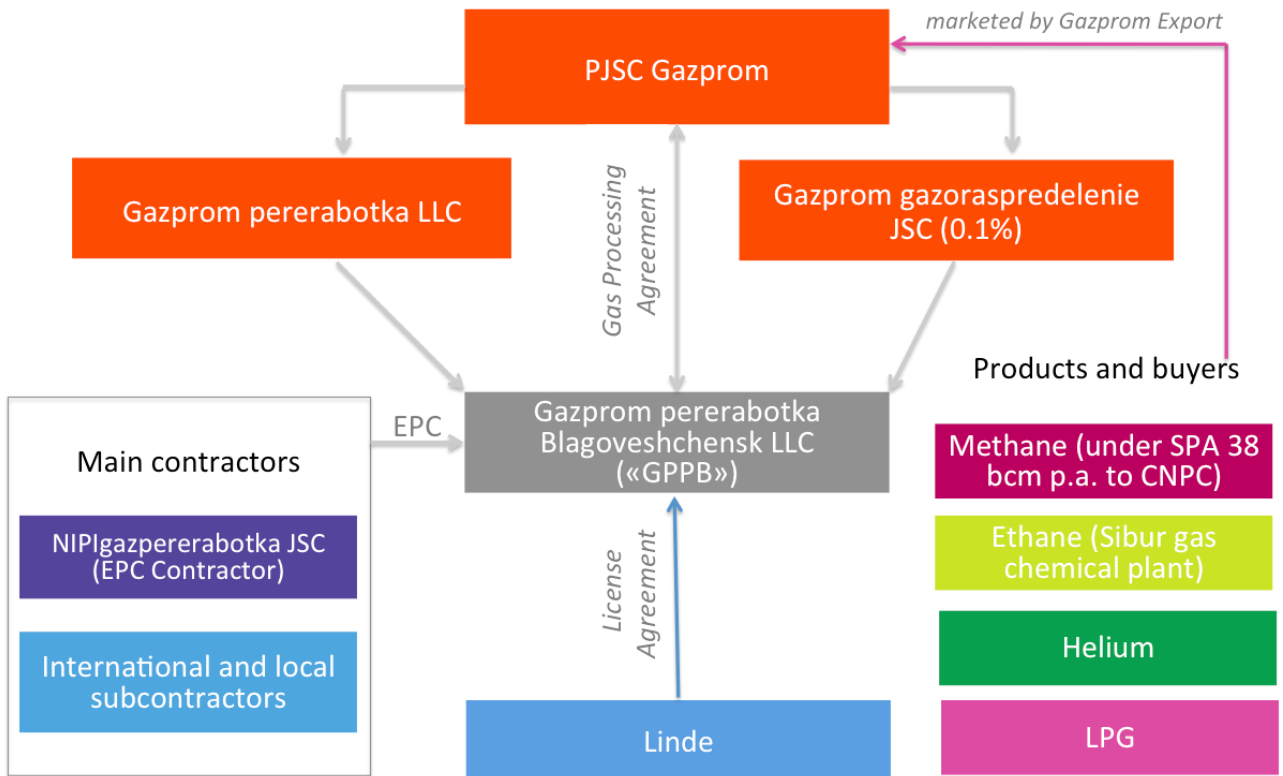 marketed by Gazprom Export
PJSC Gazprom
Gazprom pererabotka LLC
Gas Processing
Agreement
Gazprom gazoraspredelenie
JSC (0.1%)
Products and buyers
EPC
Gazprom pererabotka
Blagoveshchensk LLC
(«GPPB»)
Main contractors
NIPIgazpererabotka JSC
(EPC Contractor)
International and local
subcontractors
License
Agreement
Linde
Methane (under SPA 38
bcm p.a. to CNPC)
Ethane (Sibur gas
chemical plant)
Helium
LPG